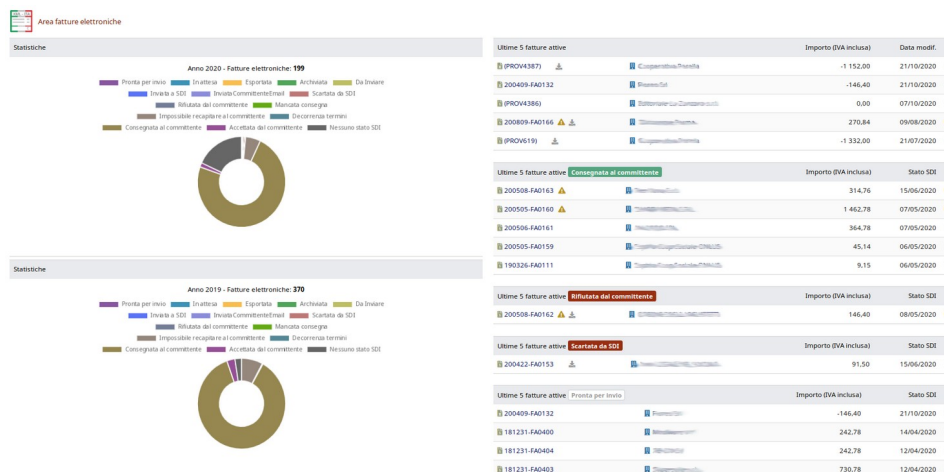 Area fatture elettroniche
Statistiche
Anno 2020 - Fatture elettroniche: 199
Pronta per invio In attesa Esportata Archiviata Da Inviare
Inviata a SDI Inviata CommittenteEmail Scartata da SDI
Rifiutata dal committente Mancata consegna
Impossibile recapitare al committente Decorrenza termini
Consegnata al committente Accettata dal committente Nessuno stato SDI
Statistiche
Anno 2019 - Fatture elettroniche: 370
Pronta per invio In attesa Esportata Archiviata Da Inviare
Inviata a SDI Inviata CommittenteEmail Scartata da SDI
Rifiutata dal committente Mancata consegna
Impossibile recapitare al committente Decorrenza termini
Consegnata al committente Accettata dal committente Nessuno stato SDI
Ultime 5 fatture attive Importo (IVA inclusa) Data modif.
(PROV4387) -1 152,00 21/10/2020
200409-FA0132 -146,40 21/10/2020
(PROV4386) 0,00 07/10/2020
200809-FA0166 270,84 09/08/2020
(PROV619) -1 332,00 21/07/2020
Ultime 5 fatture attive Consegnata al committente Importo (IVA inclusa) Stato SDI
200508-FA0163 314,76 15/06/2020
200505-FA0160 1 462,78 07/05/2020
200506-FA0161 364,78 07/05/2020
200505-FA0159 45,14 06/05/2020
190326-FA0111 9,15 06/05/2020
Ultime 5 fatture attive Rifiutata dal committente Importo (IVA inclusa) Stato SDI
200508-FA0162 146,40 08/05/2020
Ultime 5 fatture attive Scartata da SDI Importo (IVA inclusa) Stato SDI
200422-FA0153 91,50 15/06/2020
Ultime 5 fatture attive Pronta per invio Importo (IVA inclusa) Stato SDI
200409-FA0132 -146,40 21/10/2020
181231-FA0400 242,78 14/04/2020
181231-FA0404 242,78 12/04/2020
181231-FA0403 730,78 12/04/2020